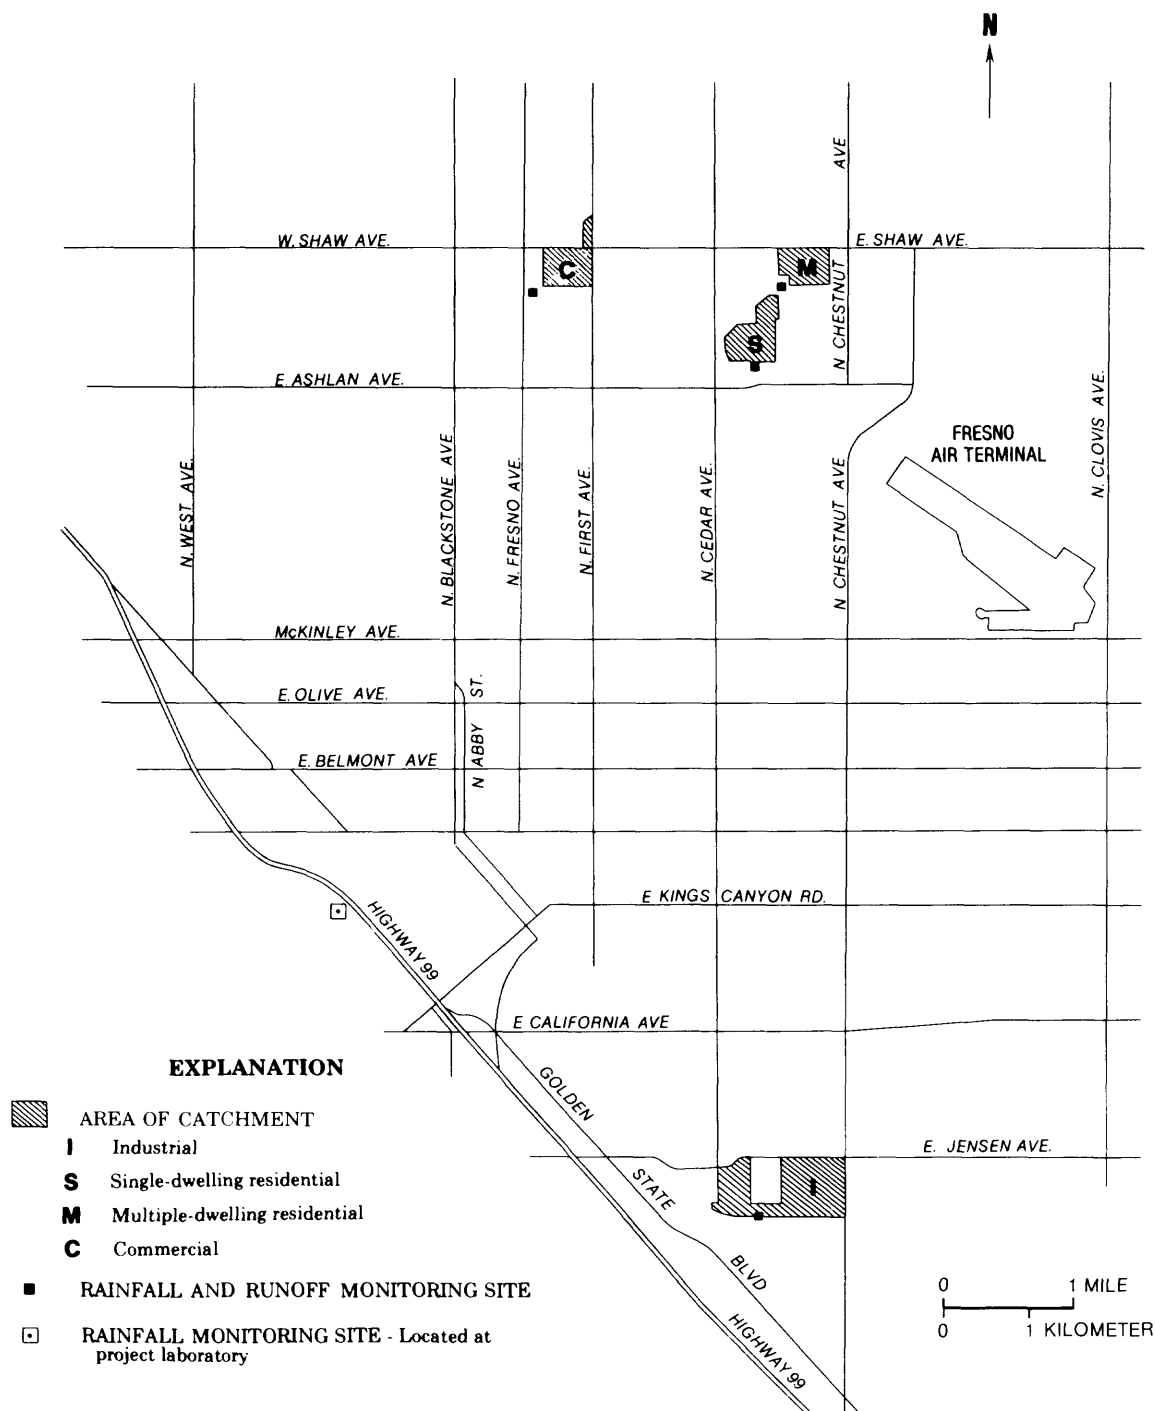 N
AVE
W. SHAW AVE.
E. SHAW AVE.
C
M
N CHESTNUT
S
E. ASHLAN AVE.
N. WEST AVE.
N. BLACKSTONE AVE
N. FRESNO AVE.
N. FIRST AVE.
N. CEDAR AVE.
N CHESTNUT AVE
FRESNO
AIR TERMINAL
N. CLOVIS AVE.
McKINLEY AVE.
E. OLIVE AVE.
N ABBY ST.
E. BELMONT AVE
E KINGS CANYON RD.
HIGHWAY 99
E CALIFORNIA AVE
GOLDEN
STATE
BLVD
HIGHWAY 99
E. JENSEN AVE.
I
EXPLANATION
AREA OF CATCHMENT
I Industrial
S Single-dwelling residential
M Multiple-dwelling residential
C Commercial
RAINFALL AND RUNOFF MONITORING SITE
RAINFALL MONITORING SITE - Located at
project laboratory
0 1 MILE
0 1 KILOMETER